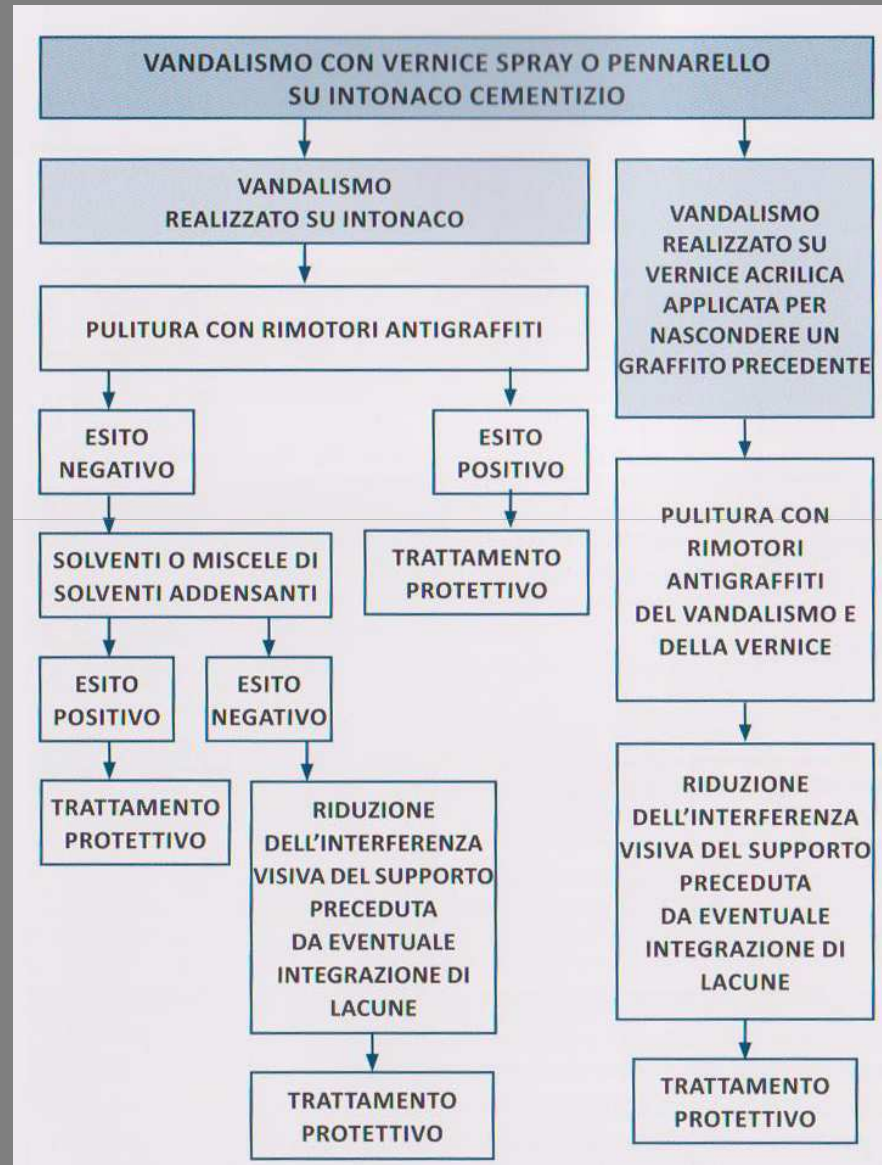 VANDALISMO CON VERNICE SPRAY O PENNARELLO
SU INTONACO CEMENTIZIO
VANDALISMO
REALIZZATO SU INTONACO
VANDALISMO
REALIZZATO SU
VERNICE ACRILICA
APPLICATA PER
NASCONDERE UN
GRAFFITO PRECEDENTE
PULITURA CON RIMOTORI ANTIGRAFFITI
ESITO
NEGATIVO
ESITO
POSITIVO
SOLVENTI O MISCELE DI
SOLVENTI ADDENSANTI
TRATTAMENTO
PROTETTIVO
PULITURA CON
RIMOTORI
ANTIGRAFFITI
DEL VANDALISMO E
DELLA VERNICE
ESITO
POSITIVO
ESITO
NEGATIVO
TRATTAMENTO
PROTETTIVO
RIDUZIONE
DELL'INTERFERENZA
VISIVA DEL SUPPORTO
PRECEDUTA
DA EVENTUALE
INTEGRAZIONE DI
LACUNE
RIDUZIONE
DELL'INTERFERENZA
VISIVA DEL SUPPORTO
PRECEDUTA
DA EVENTUALE
INTEGRAZIONE DI
LACUNE
TRATTAMENTO
PROTETTIVO
TRATTAMENTO
PROTETTIVO